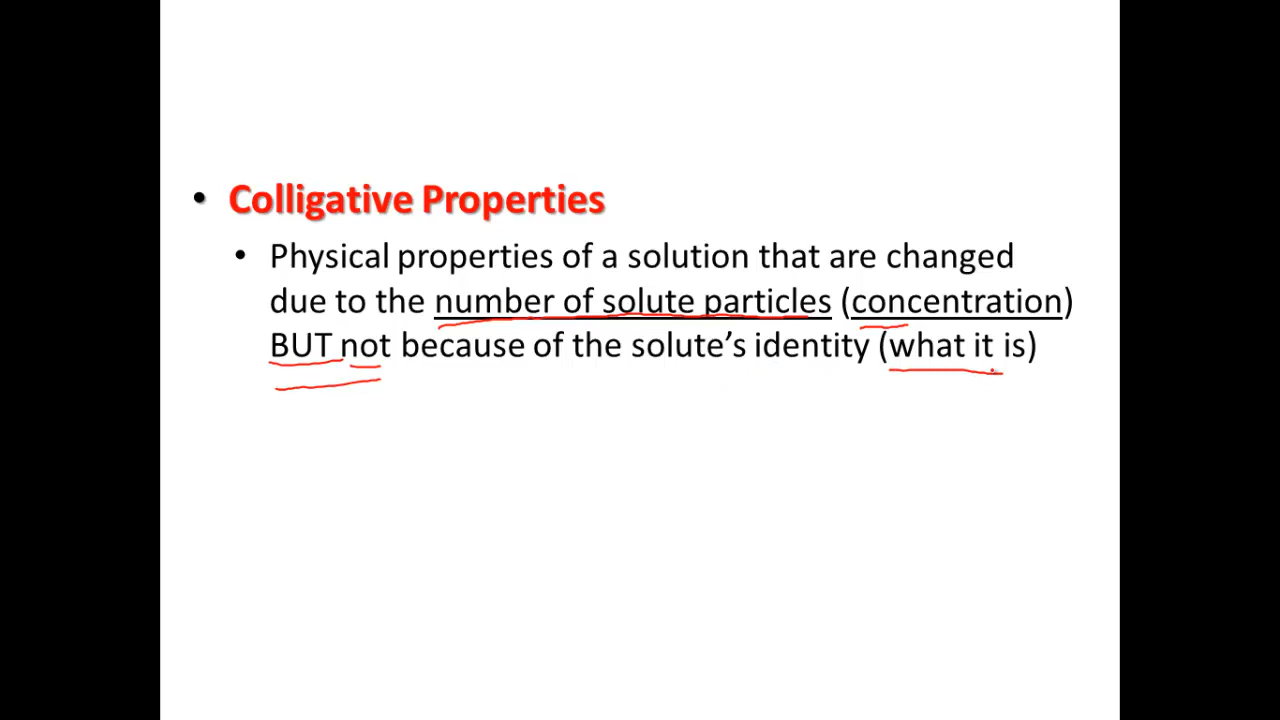 • Colligative Properties
• Physical properties of a solution that are changed
due to the number of solute particles (concentration)
BUT not because of the solute’s identity (what it is)